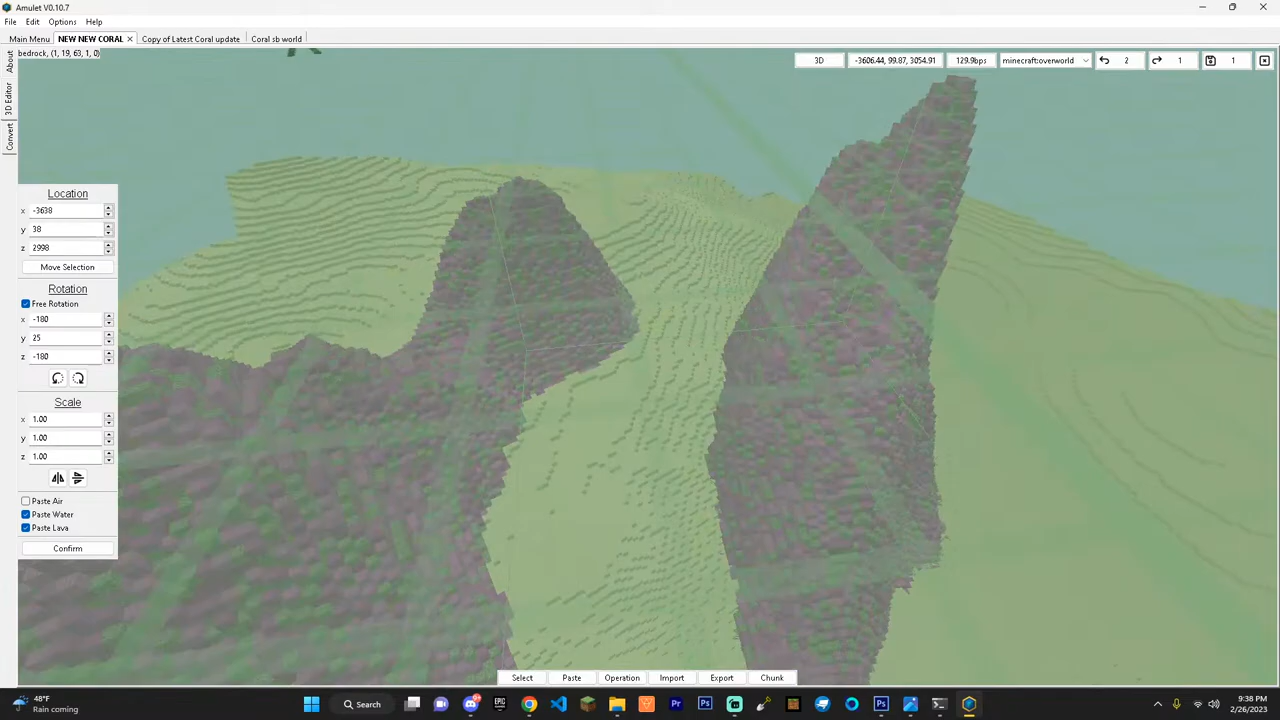 Amulet V0.10.7
File Edit Options Help
Main Menu NEW NEW CORAL × Copy of Latest Coral update Coral sb world
bedrock, (1, 19, 63, 1, 0)
3D -3606.44, 99.87, 3054.91 129.9bps minecraft:overworld 2 1 1
About
3D Editor
Convert
Location
x -3638
y 38
z 2998
Move Selection
Rotation
Free Rotation
x -180
y 25
z -180
Scale
x 1.00
y 1.00
z 1.00
Paste Air
Paste Water
Paste Lava
Confirm
Select Paste Operation Import Export Chunk
48°F
Rain coming
Search
9:38 PM
2/26/2023